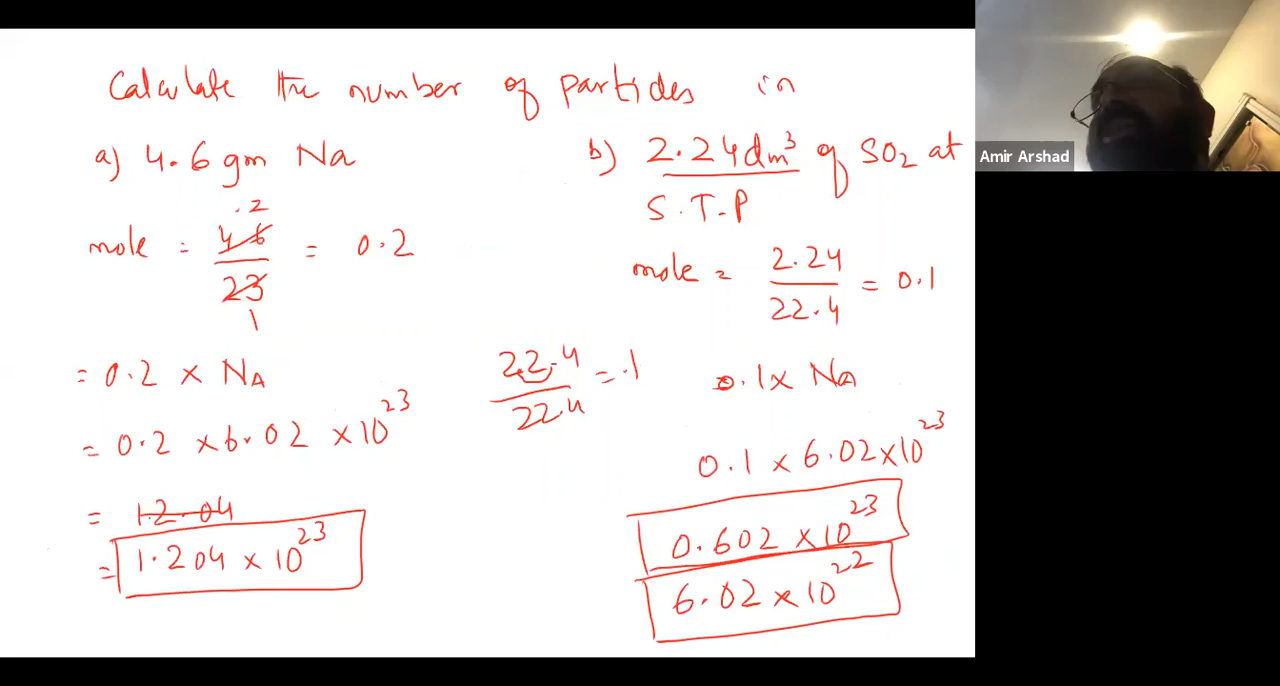 Calculate the number of particles in
a) 4.6 gm Na
mole = 4.6 / 23 = 0.2
.2
1
= 0.2 × NA
= 0.2 × 6.02 × 10²³
= 12.04
= 1.204 × 10²³
b) 2.24 dm³ of SO₂ at
S.T.P
mole = 2.24 / 22.4 = 0.1
22.4 / 22.4 = .1
0.1 × NA
0.1 × 6.02 × 10²³
0.602 × 10²³
6.02 × 10²²
Amir Arshad